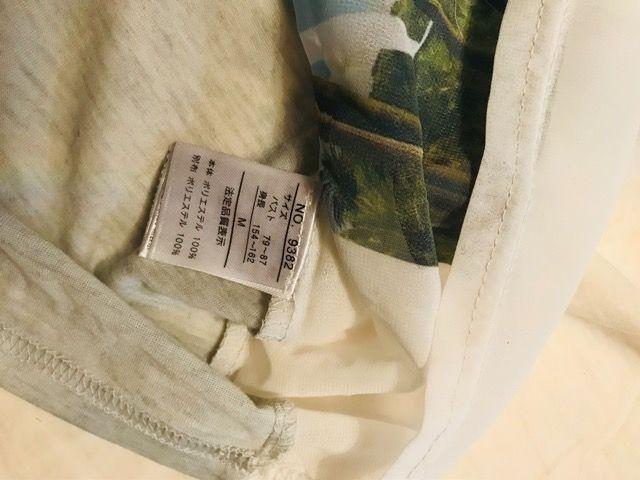 NO. 9382
サイズ
バスト 79~87
身長 154~162
M
法定品質表示
本体 ポリエステル 100%
別布 ポリエステル 100%